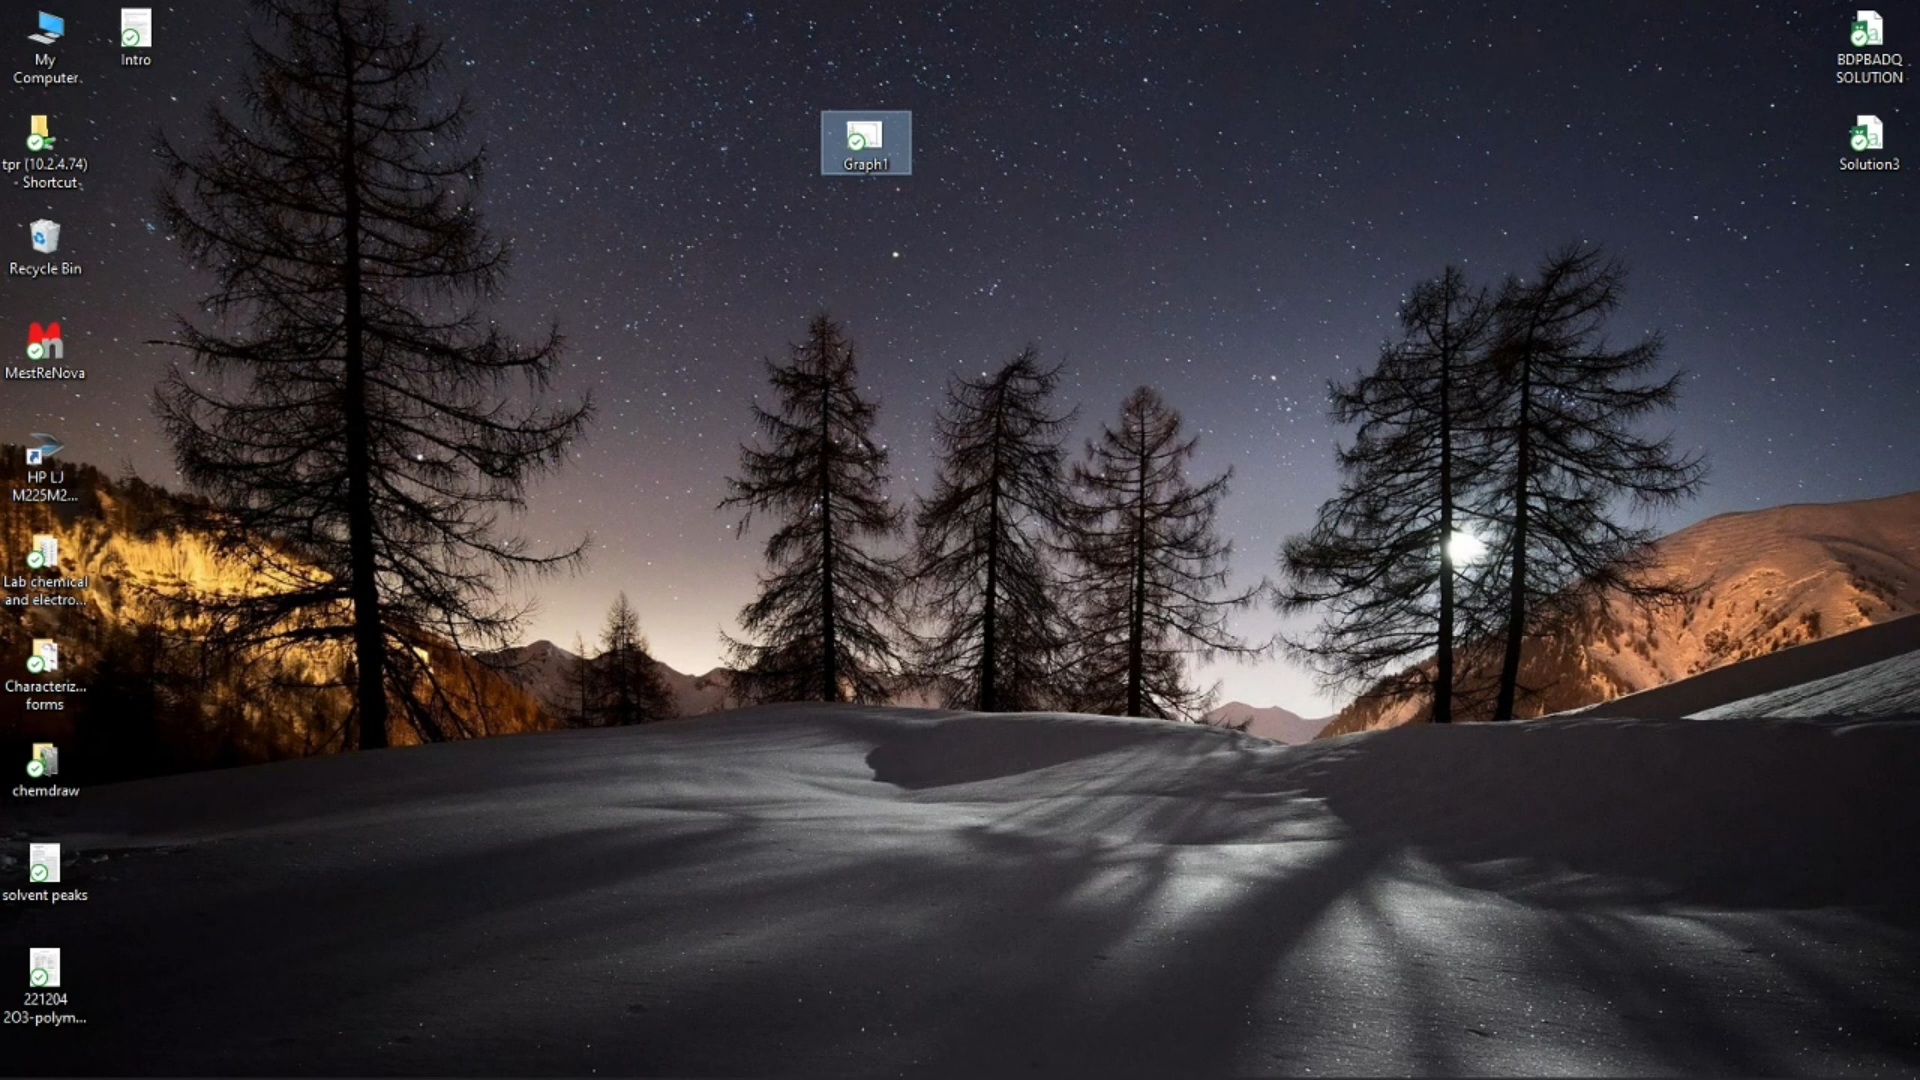 My
Computer
Intro
tpr (10.2.4.74)
- Shortcut
Recycle Bin
MestReNova
HP LJ
M225M2...
Lab chemical
and electro...
Characteriz...
forms
chemdraw
solvent peaks
221204
2O3-polym...
Graph1
BDPBADQ
SOLUTION
Solution3